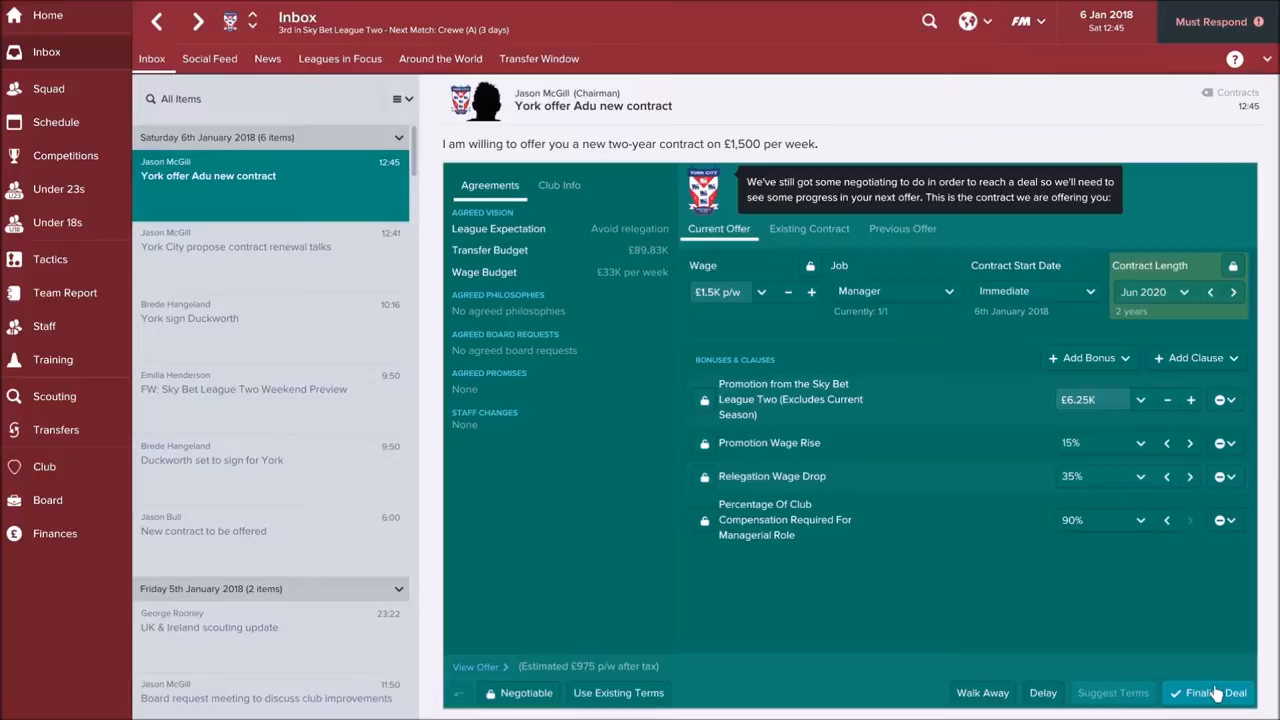 Home
Inbox
Squad
Schedule
Competitions
Under 23s
Under 18s
Tactics
Team Report
Staff
Training
Scouting
Transfers
Club
Board
Finances
Inbox
3rd in Sky Bet League Two - Next Match: Crewe (A) (3 days)
FM
6 Jan 2018
Sat 12:45
Must Respond
Inbox
Social Feed
News
Leagues in Focus
Around the World
Transfer Window
?
All Items
Saturday 6th January 2018 (6 items)
Jason McGill 12:45
York offer Adu new contract
Jason McGill 12:41
York City propose contract renewal talks
Brede Hangeland 10:16
York sign Duckworth
Emilia Henderson 9:50
FW: Sky Bet League Two Weekend Preview
Brede Hangeland 9:50
Duckworth set to sign for York
Jason Bull 6:00
New contract to be offered
Friday 5th January 2018 (2 items)
George Rooney 23:22
UK & Ireland scouting update
Jason McGill 11:50
Board request meeting to discuss club improvements
Jason McGill (Chairman)
York offer Adu new contract
Contracts
12:45
I am willing to offer you a new two-year contract on £1,500 per week.
Agreements
Club Info
AGREED VISION
League Expectation Avoid relegation
Transfer Budget £89.83K
Wage Budget £33K per week
AGREED PHILOSOPHIES
No agreed philosophies
AGREED BOARD REQUESTS
No agreed board requests
AGREED PROMISES
None
STAFF CHANGES
None
YORK CITY
We've still got some negotiating to do in order to reach a deal so we'll need to
see some progress in your next offer. This is the contract we are offering you:
Current Offer
Existing Contract
Previous Offer
Wage
£1.5K p/w
Job
Manager
Currently: 1/1
Contract Start Date
Immediate
6th January 2018
Contract Length
Jun 2020
2 years
BONUSES & CLAUSES
Add Bonus
Add Clause
Promotion from the Sky Bet
League Two (Excludes Current
Season)
£6.25K
Promotion Wage Rise 15%
Relegation Wage Drop 35%
Percentage Of Club
Compensation Required For
Managerial Role
90%
View Offer > (Estimated £975 p/w after tax)
Negotiable
Use Existing Terms
Walk Away
Delay
Suggest Terms
Deal